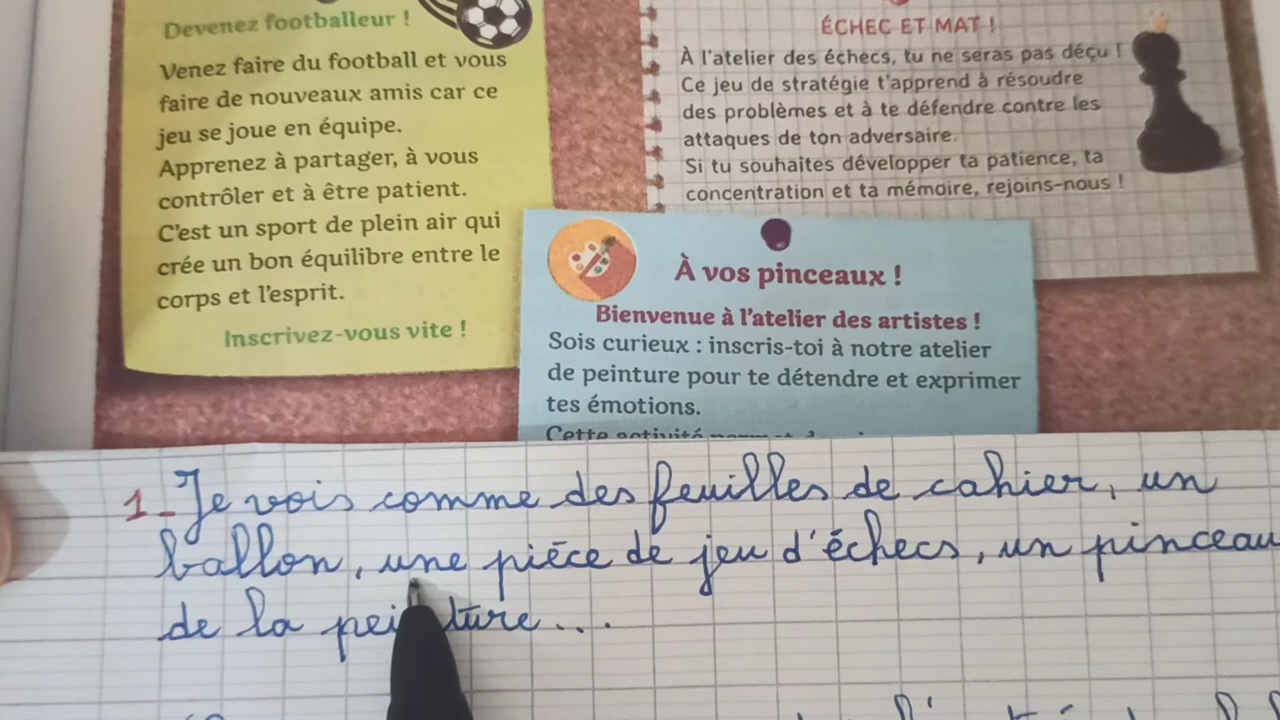 Devenez footballeur !
Venez faire du football et vous
faire de nouveaux amis car ce
jeu se joue en équipe.
Apprenez à partager, à vous
contrôler et à être patient.
C'est un sport de plein air qui
crée un bon équilibre entre le
corps et l'esprit.
Inscrivez-vous vite !
ÉCHEC ET MAT !
À l'atelier des échecs, tu ne seras pas déçu !
Ce jeu de stratégie t'apprend à résoudre
des problèmes et à te défendre contre les
attaques de ton adversaire.
Si tu souhaites développer ta patience, ta
concentration et ta mémoire, rejoins-nous !
À vos pinceaux !
Bienvenue à l'atelier des artistes !
Sois curieux : inscris-toi à notre atelier
de peinture pour te détendre et exprimer
tes émotions.
Cette activité
1_ Je vois comme des feuilles de cahier, un
ballon, une pièce de jeu d'échecs, un pinceau
de la peinture...